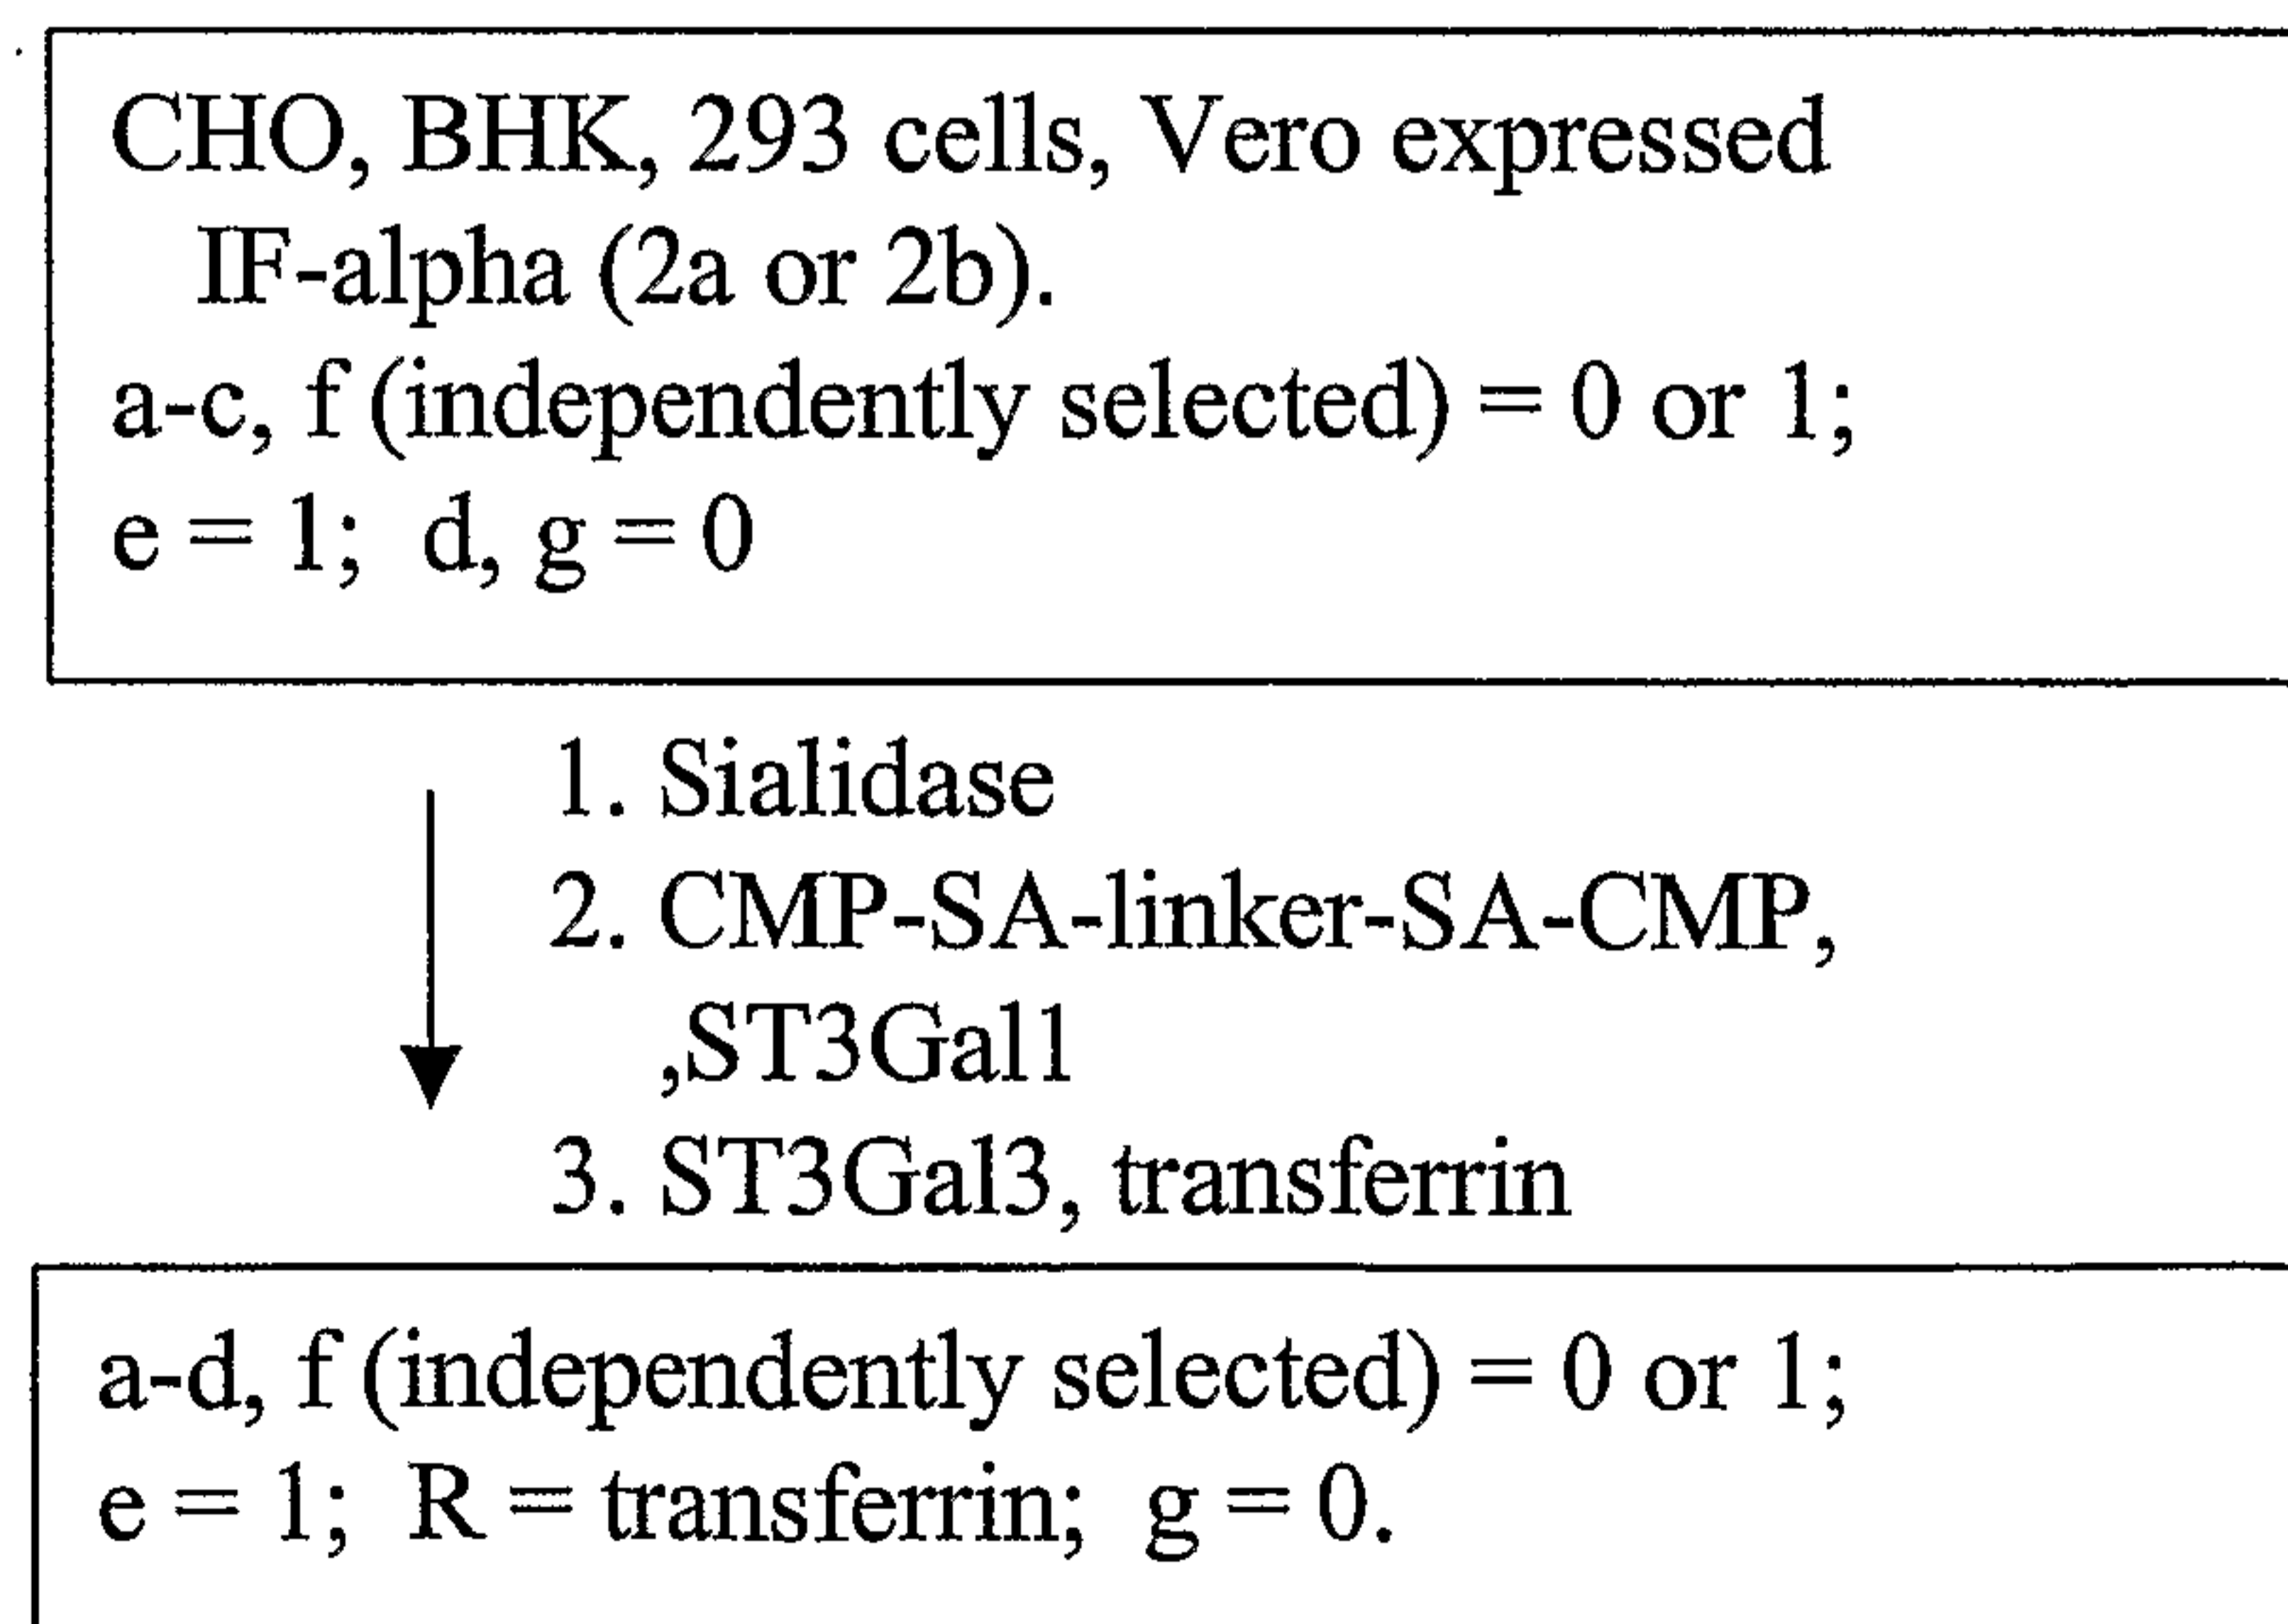 CHO, BHK, 293 cells, Vero expressed
IF-alpha (2a or 2b).
a-c, f (independently selected) = 0 or 1;
e = 1; d, g = 0
1. Sialidase
2. CMP-SA-linker-SA-CMP,
,ST3Gal1
3. ST3Gal3, transferrin
a-d, f (independently selected) = 0 or 1;
e = 1; R = transferrin; g = 0.